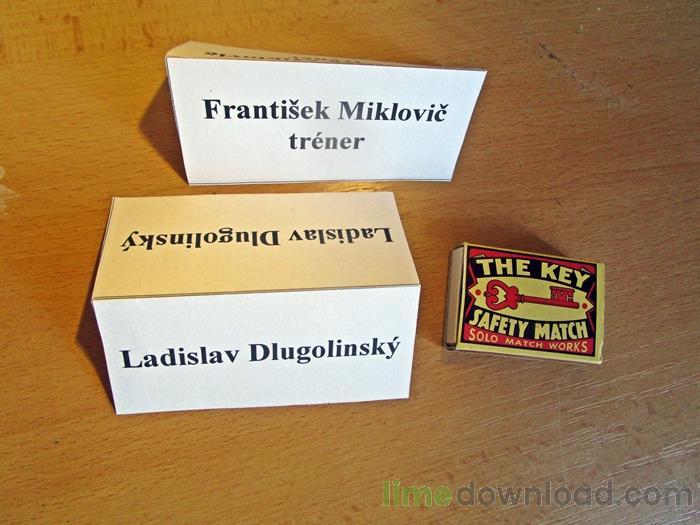 František Miklovič
tréner
Ladislav Dlugolinský
Ladislav Dlugolinský
THE KEY
SAFETY MATCH
SOLO MATCH WORKS
limedownload.com